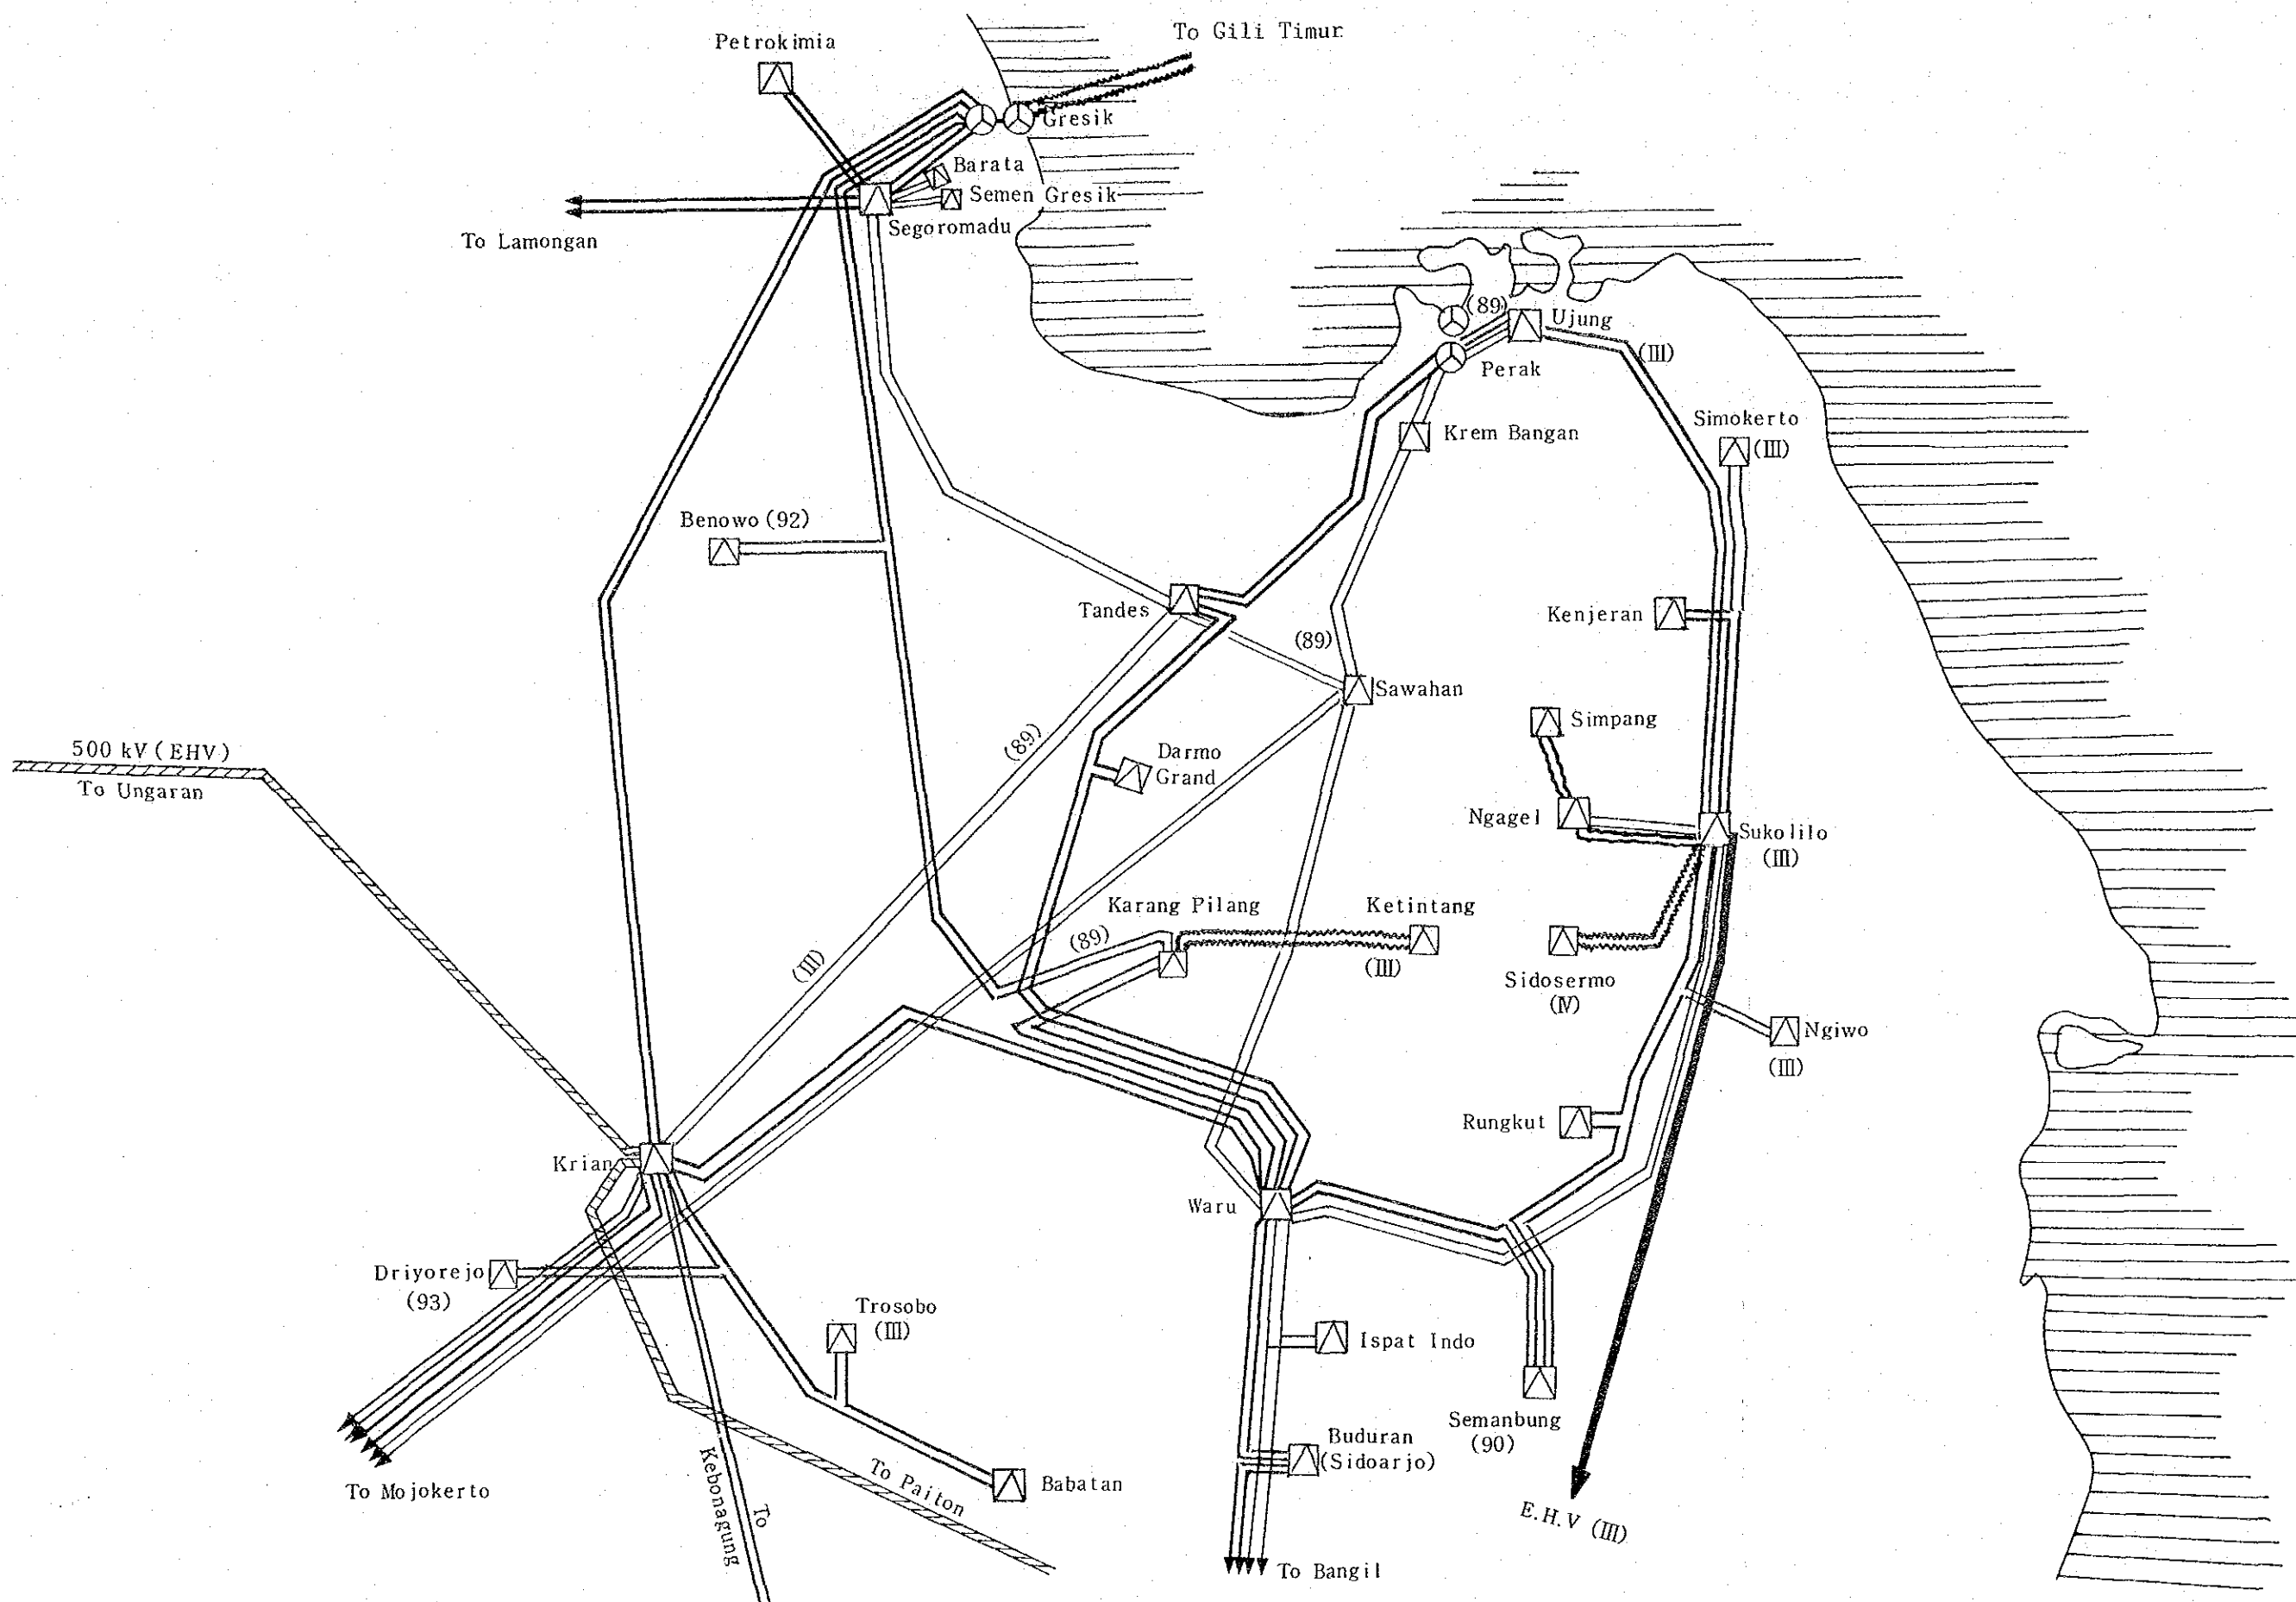 To Gili Timur
Petrokimia
Gresik
Barata
Semen Gresik
Segoromadu
To Lamongan
(89)
Ujung
(III)
Perak
Simokerto
(III)
Krem Bangan
Benowo (92)
Tandes
Kenjeran
(89)
Sawahan
Simpang
500 kV (EHV)
To Ungaran
(89)
Darmo
Grand
Ngagel
Sukolilo
(III)
Karang Pilang
Ketintang
(89)
(III)
(III)
Sidosermo
(IV)
Ngiwo
(III)
Rungkut
Krian
Waru
Driyorejo
(93)
Trosobo
(III)
Ispat Indo
Semanbung
(90)
Buduran
(Sidoarjo)
To Mojokerto
To Paiton
Babatan
To
Kebonagung
E.H.V (III)
To Bangil